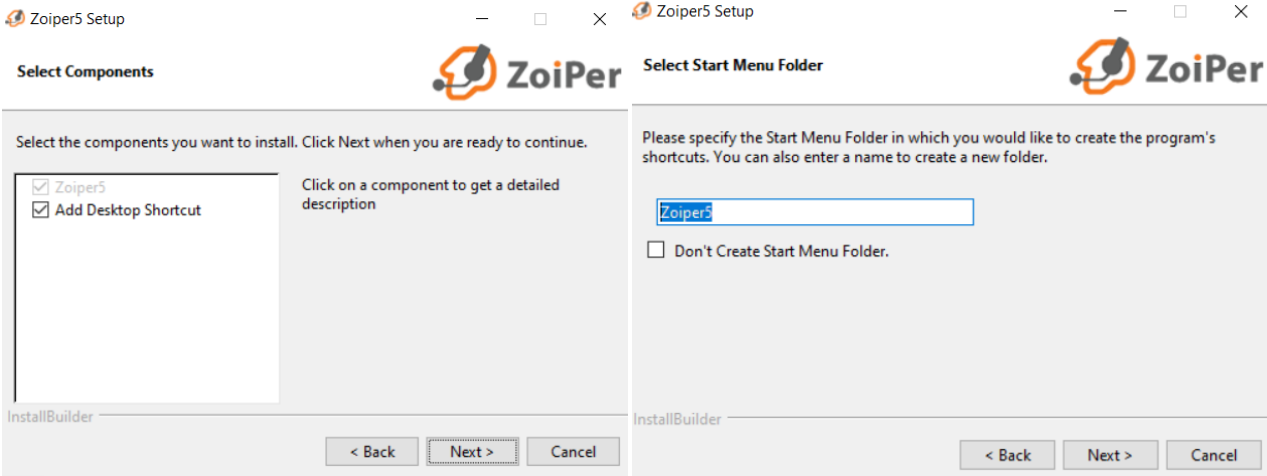 Zoiper5 Setup
Select Components
ZoiPer
Select the components you want to install. Click Next when you are ready to continue.
Zoiper5
Add Desktop Shortcut
Click on a component to get a detailed
description
InstallBuilder
< Back
Next >
Cancel
Zoiper5 Setup
Select Start Menu Folder
ZoiPer
Please specify the Start Menu Folder in which you would like to create the program's
shortcuts. You can also enter a name to create a new folder.
Zoiper5
Don't Create Start Menu Folder.
InstallBuilder
< Back
Next >
Cancel